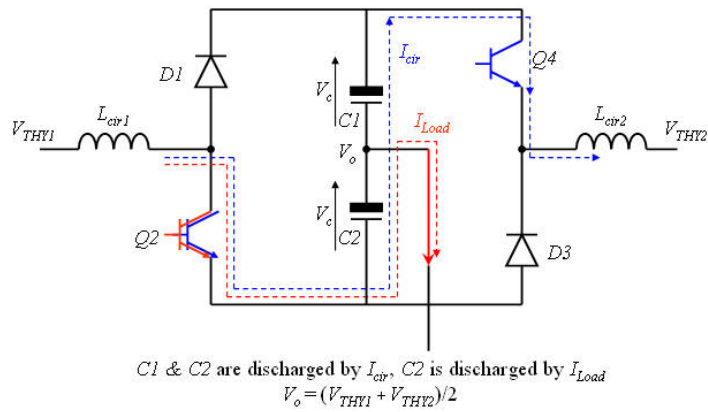 I_cir
Q4
D1
V_c
L_cir1
C1
I_Load
L_cir2
V_THY1
V_o
V_THY2
V_c
Q2
C2
D3
C1 & C2 are discharged by I_cir, C2 is discharged by I_Load
V_o = (V_THY1 + V_THY2)/2